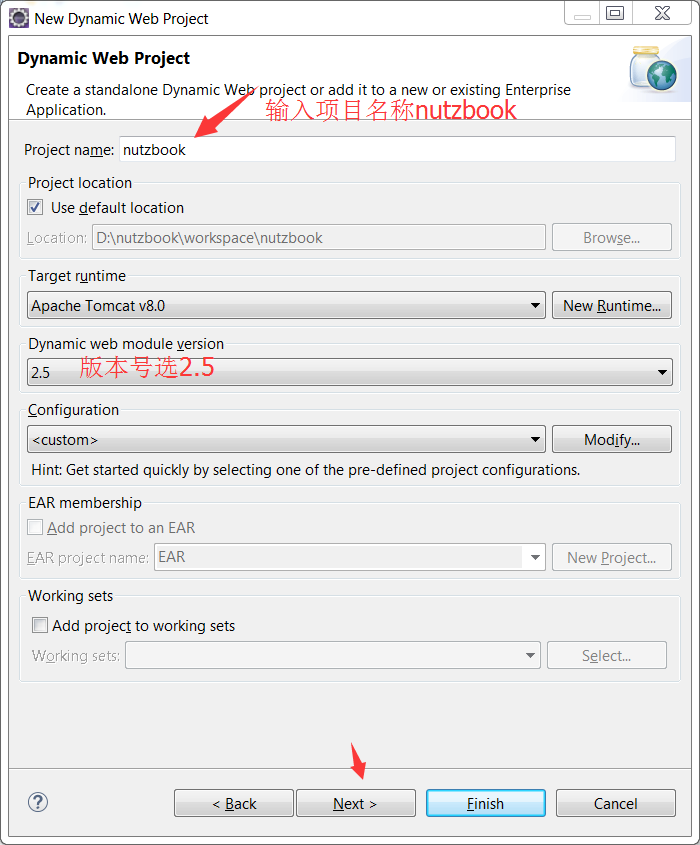 New Dynamic Web Project
Dynamic Web Project
Create a standalone Dynamic Web project or add it to a new or existing Enterprise
Application.
输入项目名称nutzbook
Project name: nutzbook
Project location
Use default location
Location: D:\nutzbook\workspace\nutzbook Browse...
Target runtime
Apache Tomcat v8.0 New Runtime...
Dynamic web module version
2.5 版本号选2.5
Configuration
<custom> Modify...
Hint: Get started quickly by selecting one of the pre-defined project configurations.
EAR membership
Add project to an EAR
EAR project name: EAR New Project...
Working sets
Add project to working sets
Working sets: Select...
? < Back Next > Finish Cancel